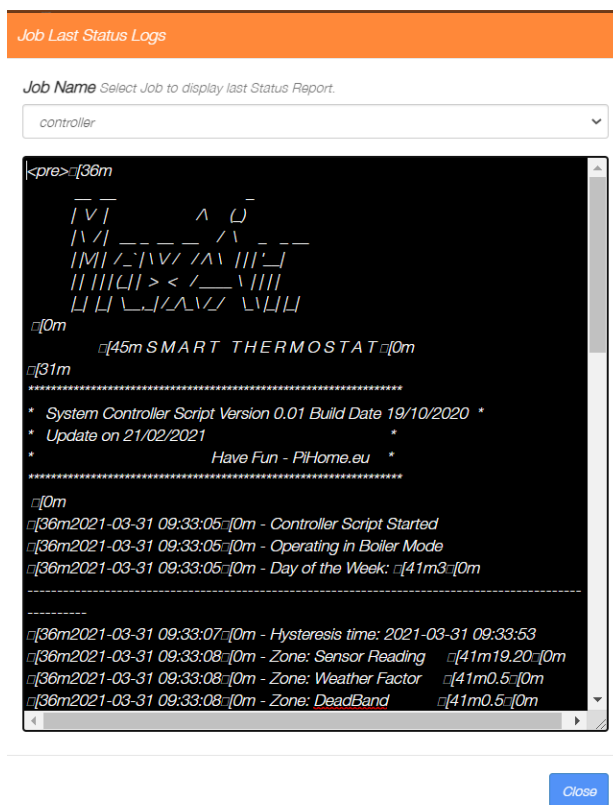 Job Last Status Logs
Job Name Select Job to display last Status Report.
controller
<pre>□[36m
□[0m
□[45m S M A R T   T H E R M O S T A T □[0m
□[31m
********************************************************************
*   System Controller Script Version 0.01 Build Date 19/10/2020  *
*   Update on 21/02/2021                                *
*                                Have Fun - PiHome.eu    *
********************************************************************
□[0m
□[36m2021-03-31 09:33:05□[0m - Controller Script Started
□[36m2021-03-31 09:33:05□[0m - Operating in Boiler Mode
□[36m2021-03-31 09:33:05□[0m - Day of the Week: □[41m3□[0m
------------------------------------------------------------------------------------------
----------
□[36m2021-03-31 09:33:07□[0m - Hysteresis time: 2021-03-31 09:33:53
□[36m2021-03-31 09:33:08□[0m - Zone: Sensor Reading     □[41m19.20□[0m
□[36m2021-03-31 09:33:08□[0m - Zone: Weather Factor    □[41m0.5□[0m
□[36m2021-03-31 09:33:08□[0m - Zone: DeadBand          □[41m0.5□[0m
Close